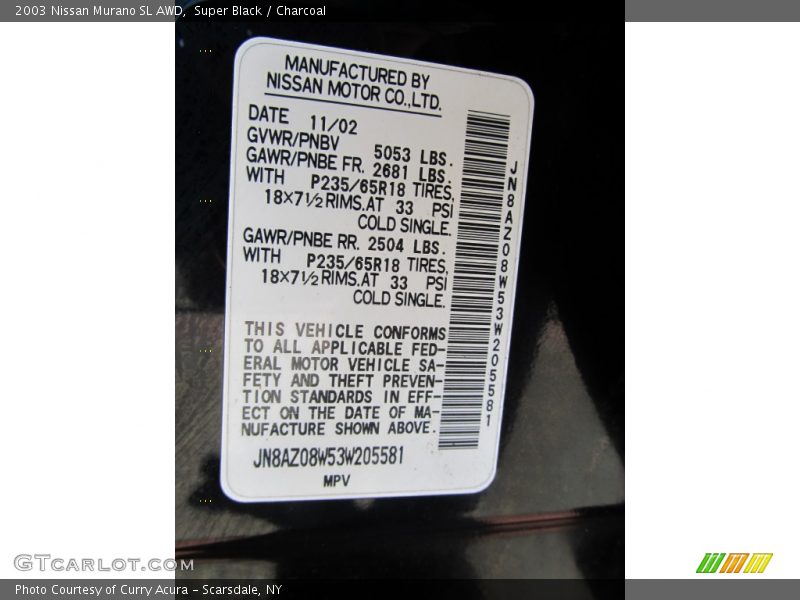 2003 Nissan Murano SL AWD,  Super Black / Charcoal
MANUFACTURED BY
NISSAN MOTOR CO.,LTD.
DATE 11/02
GVWR/PNBV 5053 LBS.
GAWR/PNBE FR. 2681 LBS.
WITH P235/65R18 TIRES,
18×7½RIMS.AT 33 PSI
COLD SINGLE.
GAWR/PNBE RR. 2504 LBS.
WITH P235/65R18 TIRES,
18×7½RIMS.AT 33 PSI
COLD SINGLE.
THIS VEHICLE CONFORMS
TO ALL APPLICABLE FED-
ERAL MOTOR VEHICLE SA-
FETY AND THEFT PREVEN-
TION STANDARDS IN EFF-
ECT ON THE DATE OF MA-
NUFACTURE SHOWN ABOVE.
JN8AZ08W53W205581
MPV
JN8AZ08W53W205581
GTcarlot.com
Photo Courtesy of Curry Acura - Scarsdale, NY